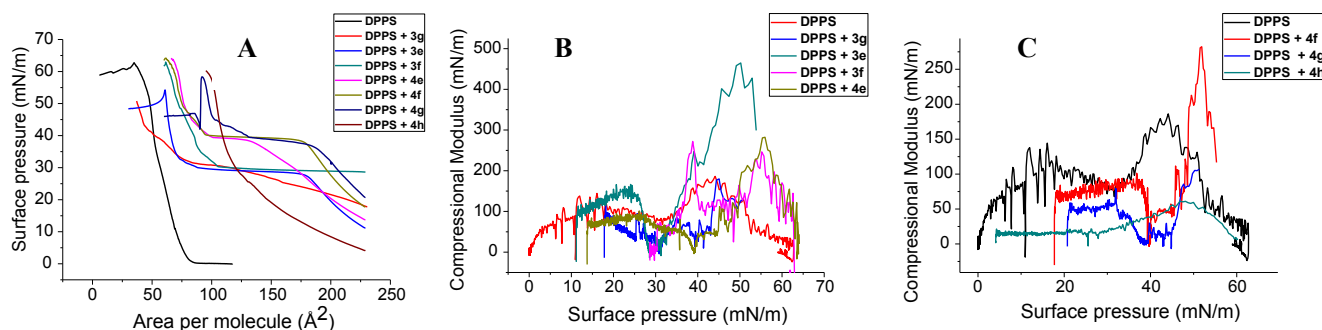 A
DPPS
DPPS + 3g
DPPS + 3e
DPPS + 3f
DPPS + 4e
DPPS + 4f
DPPS + 4g
DPPS + 4h
Surface pressure (mN/m)
70
60
50
40
30
20
10
0
0 50 100 150 200 250
Area per molecule (Å2)
B
DPPS
DPPS + 3g
DPPS + 3e
DPPS + 3f
DPPS + 4e
Compressional Modulus (mN/m)
500
400
300
200
100
0
0 10 20 30 40 50 60 70
Surface pressure (mN/m)
C
DPPS
DPPS + 4f
DPPS + 4g
DPPS + 4h
Compressional Modulus (mN/m)
250
200
150
100
50
0
0 20 40 60
Surface pressure (mN/m)